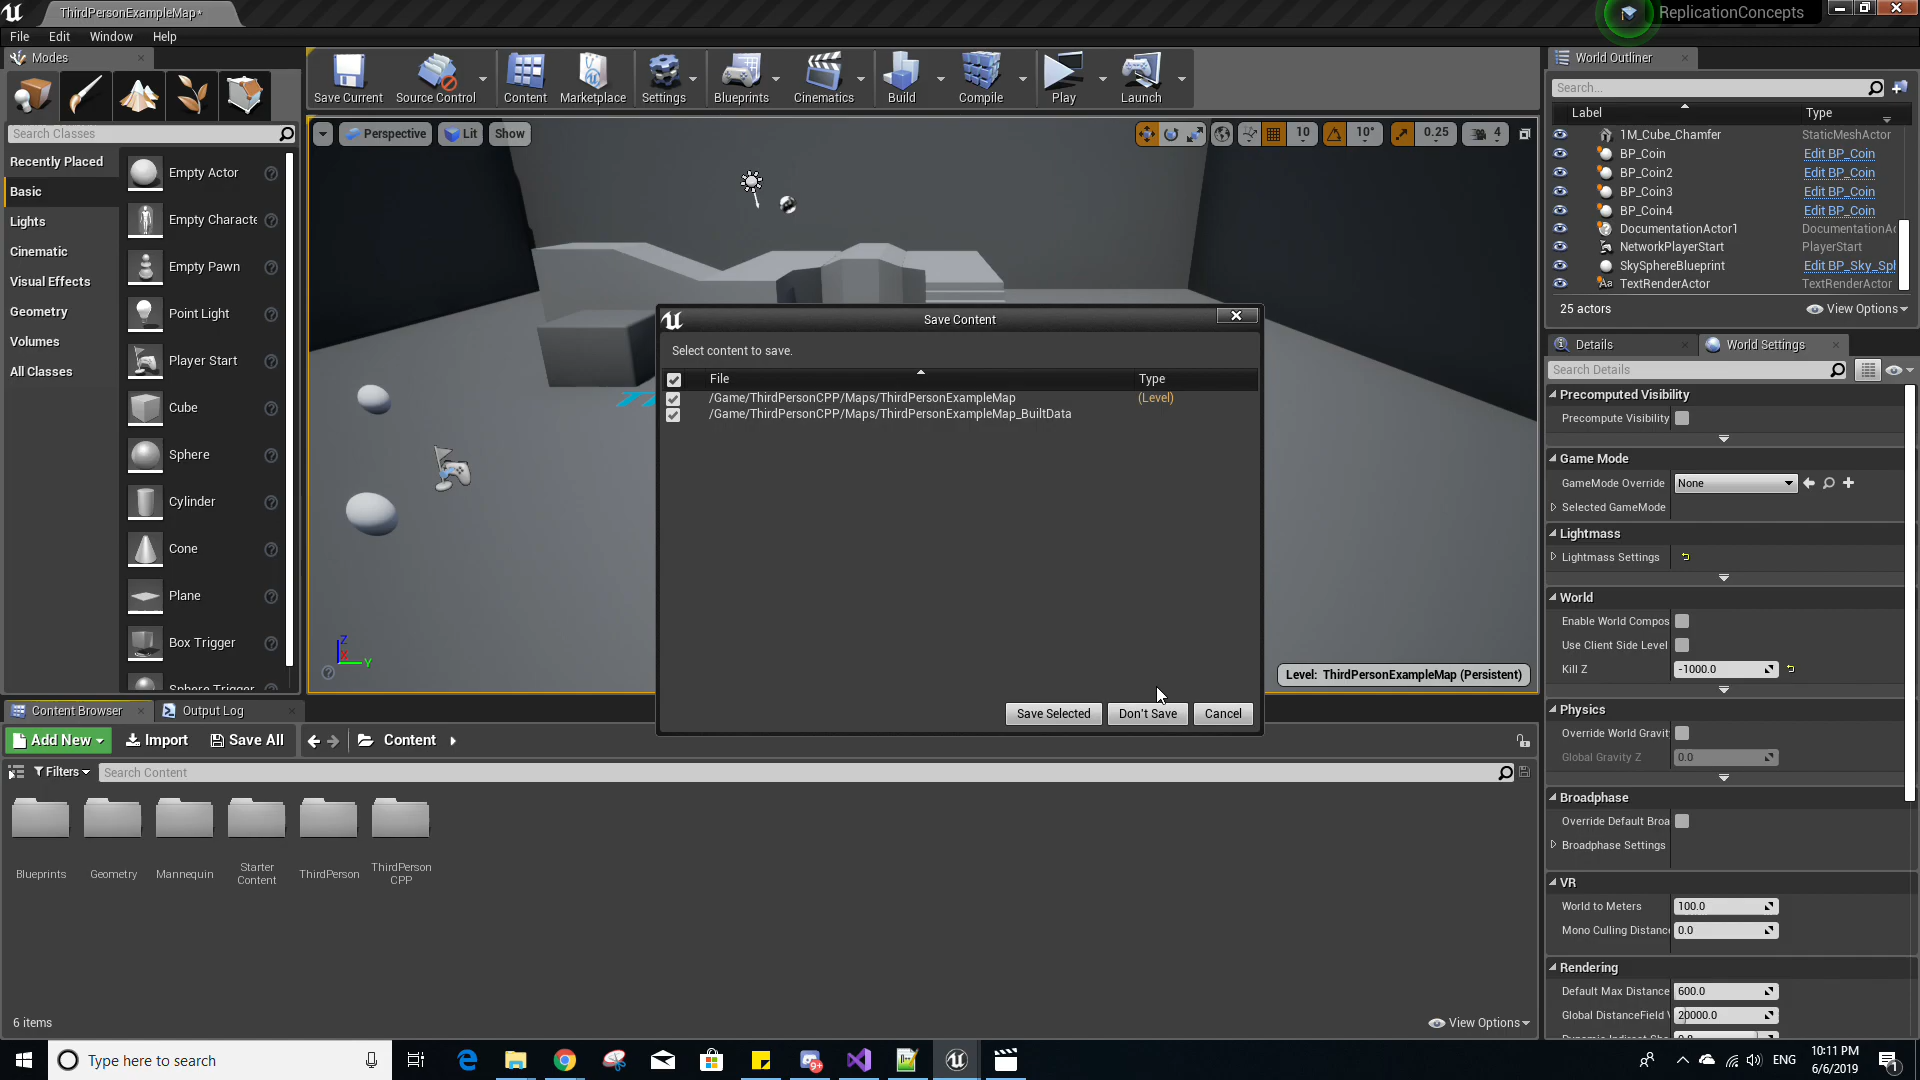 ThirdPersonExampleMap*
ReplicationConcepts
File Edit Window Help
Modes
Search Classes
Recently Placed
Basic
Lights
Cinematic
Visual Effects
Geometry
Volumes
All Classes
Empty Actor
Empty Characte
Empty Pawn
Point Light
Player Start
Cube
Sphere
Cylinder
Cone
Plane
Box Trigger
Sphere Trigger
Save Current Source Control Content Marketplace Settings Blueprints Cinematics Build Compile Play Launch
Perspective Lit Show
10 10° 0.25 4
Save Content
Select content to save.
File Type
/Game/ThirdPersonCPP/Maps/ThirdPersonExampleMap (Level)
/Game/ThirdPersonCPP/Maps/ThirdPersonExampleMap_BuiltData
Save Selected Don't Save Cancel
Z
X
Y
Level: ThirdPersonExampleMap (Persistent)
World Outliner
Search...
Label Type
1M_Cube_Chamfer StaticMeshActor
BP_Coin Edit BP_Coin
BP_Coin2 Edit BP_Coin
BP_Coin3 Edit BP_Coin
BP_Coin4 Edit BP_Coin
DocumentationActor1 DocumentationAc
NetworkPlayerStart PlayerStart
SkySphereBlueprint Edit BP_Sky_Spl
TextRenderActor TextRenderActor
25 actors View Options
Details World Settings
Search Details
Precomputed Visibility
Precompute Visibility
Game Mode
GameMode Override None
Selected GameMode
Lightmass
Lightmass Settings
World
Enable World Compos
Use Client Side Level
Kill Z -1000.0
Physics
Override World Gravit
Global Gravity Z 0.0
Broadphase
Override Default Broa
Broadphase Settings
VR
World to Meters 100.0
Mono Culling Distance 0.0
Rendering
Default Max Distance 600.0
Global DistanceField V 20000.0
Content Browser Output Log
Add New Import Save All Content
Filters Search Content
Blueprints
Geometry
Mannequin
Starter
Content
ThirdPerson
ThirdPerson
CPP
6 items View Options
Type here to search
ENG
10:11 PM
6/6/2019